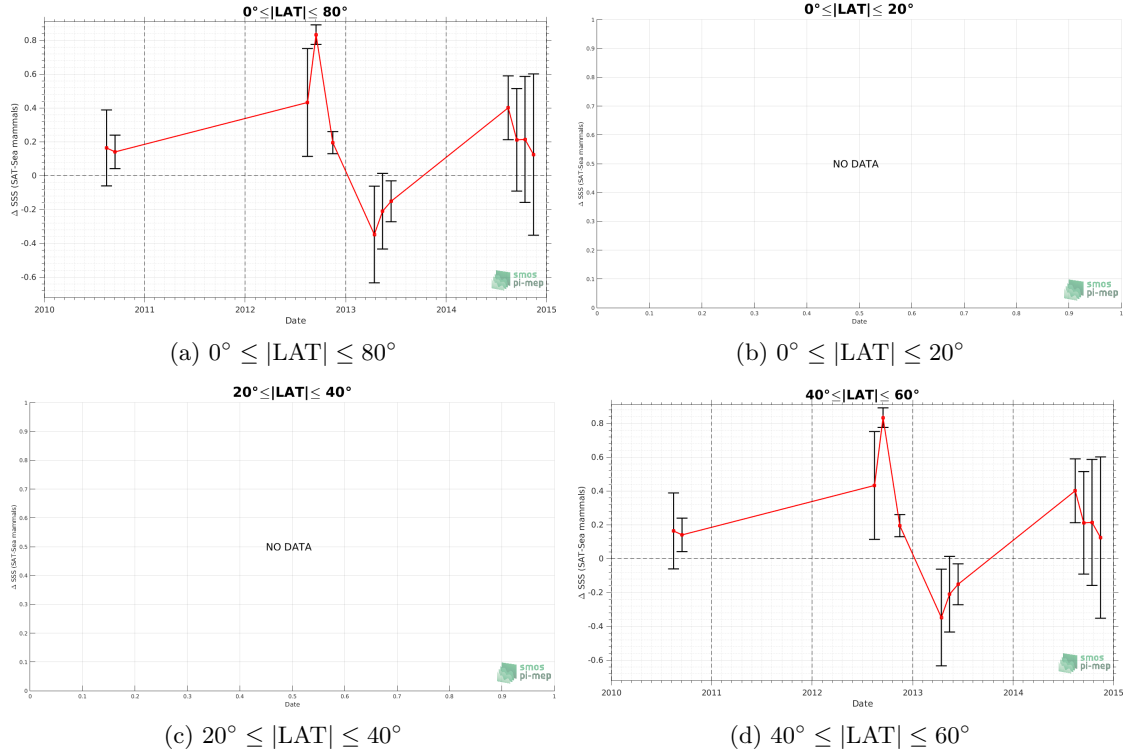 0°≤|LAT|≤ 80°
0.8
0.6
0.4
0.2
0
-0.2
-0.4
-0.6
Δ SSS (SAT-Sea mammals)
2010 2011 2012 2013 2014 2015
Date
smos
pi-mep
(a) 0° ≤ |LAT| ≤ 80°
0°≤|LAT|≤ 20°
1
0.9
0.8
0.7
0.6
0.5
0.4
0.3
0.2
0.1
0
Δ SSS (SAT-Sea mammals)
NO DATA
0 0.1 0.2 0.3 0.4 0.5 0.6 0.7 0.8 0.9 1
Date
smos
pi-mep
(b) 0° ≤ |LAT| ≤ 20°
20°≤|LAT|≤ 40°
1
0.9
0.8
0.7
0.6
0.5
0.4
0.3
0.2
0.1
0
Δ SSS (SAT-Sea mammals)
NO DATA
0 0.1 0.2 0.3 0.4 0.5 0.6 0.7 0.8 0.9 1
Date
smos
pi-mep
(c) 20° ≤ |LAT| ≤ 40°
40°≤|LAT|≤ 60°
0.8
0.6
0.4
0.2
0
-0.2
-0.4
-0.6
Δ SSS (SAT-Sea mammals)
2010 2011 2012 2013 2014 2015
Date
smos
pi-mep
(d) 40° ≤ |LAT| ≤ 60°